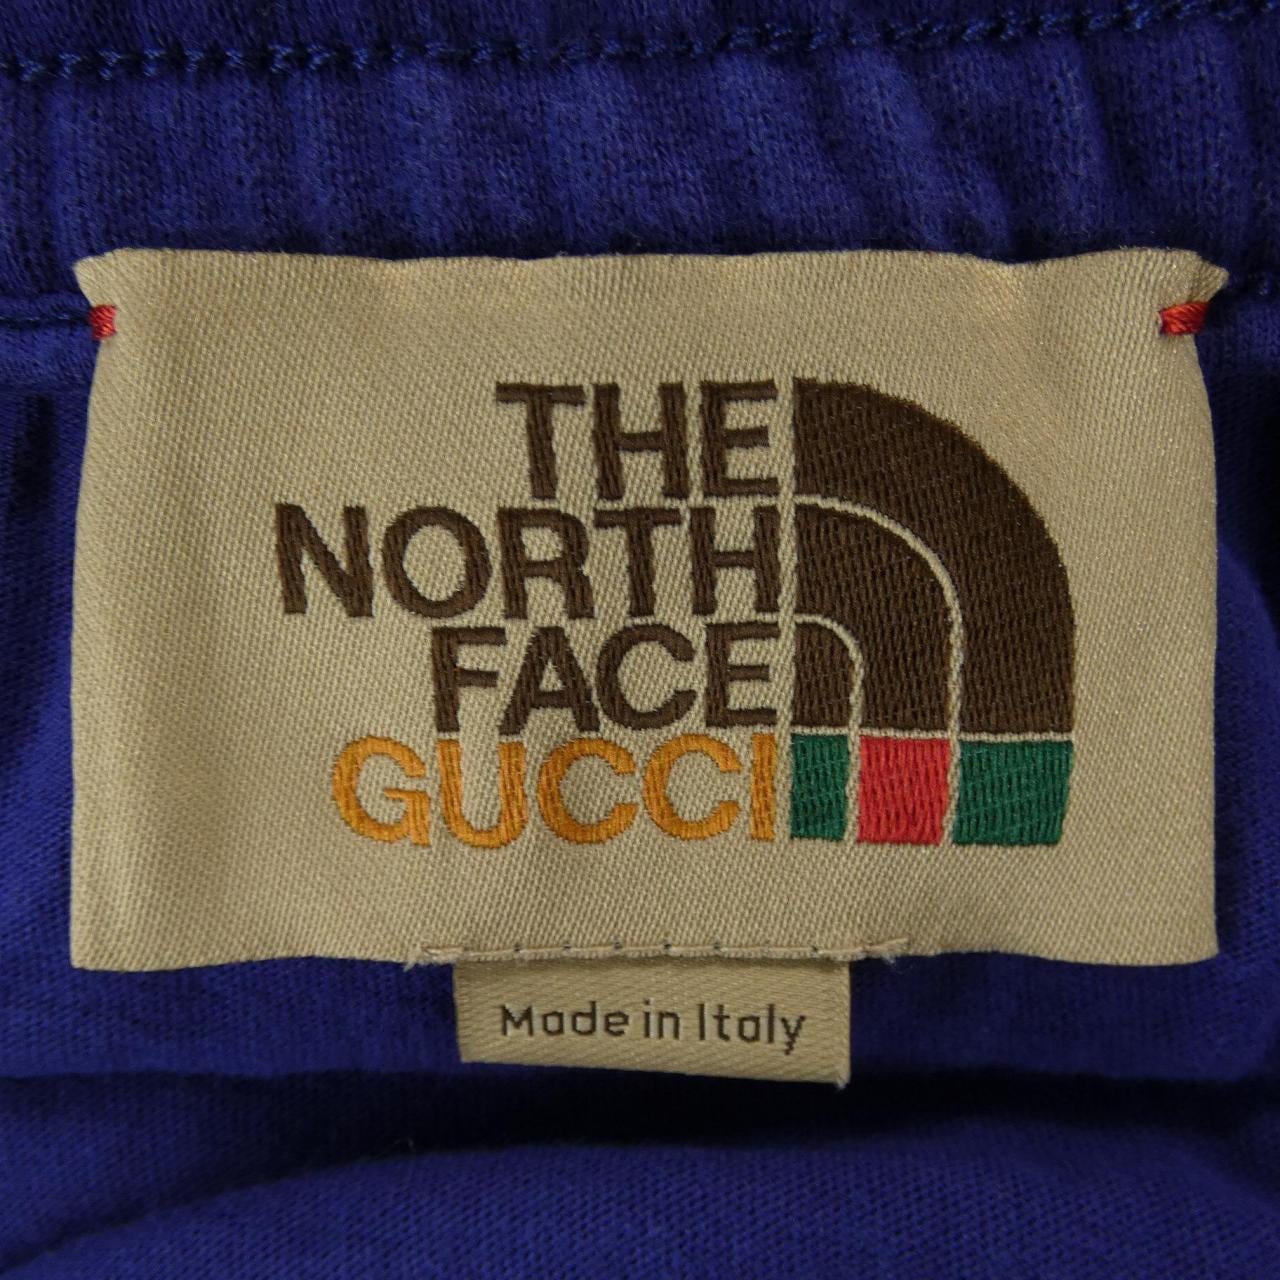 THE
NORTH
FACE
GUCCI
Made in Italy